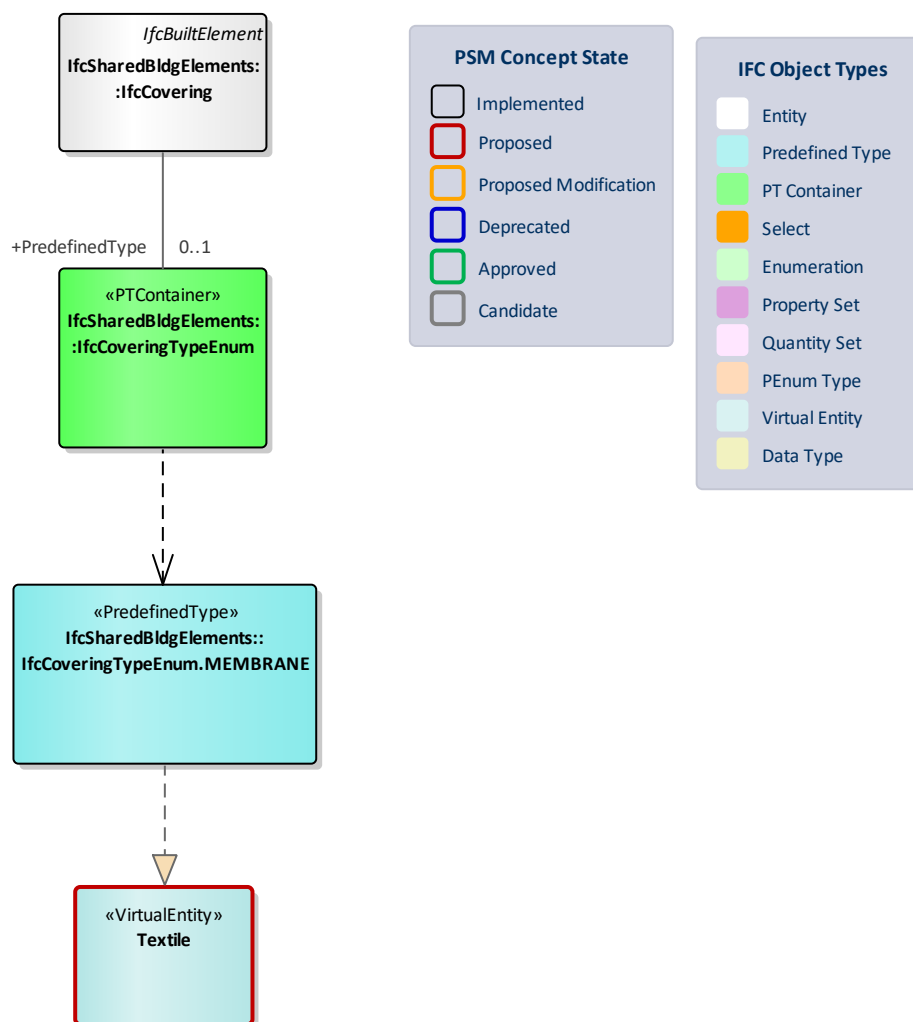 IfcBuiltElement
IfcSharedBldgElements:
:IfcCovering
+PredefinedType 0..1
«PTContainer»
IfcSharedBldgElements:
:IfcCoveringTypeEnum
«PredefinedType»
IfcSharedBldgElements::
IfcCoveringTypeEnum.MEMBRANE
«VirtualEntity»
Textile
PSM Concept State
Implemented
Proposed
Proposed Modification
Deprecated
Approved
Candidate
IFC Object Types
Entity
Predefined Type
PT Container
Select
Enumeration
Property Set
Quantity Set
PEnum Type
Virtual Entity
Data Type